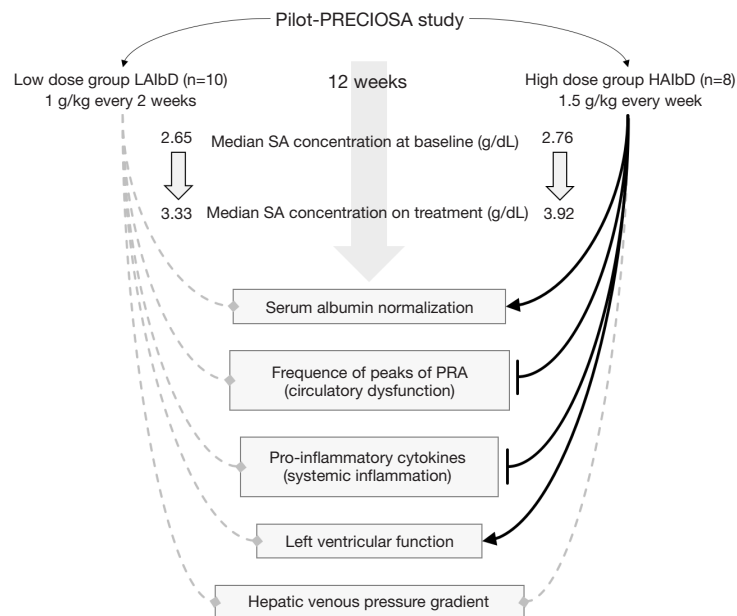 Pilot-PRECIOSA study
Low dose group LAlbD (n=10)
1 g/kg every 2 weeks
12 weeks
High dose group HAlbD (n=8)
1.5 g/kg every week
2.65 Median SA concentration at baseline (g/dL) 2.76
3.33 Median SA concentration on treatment (g/dL) 3.92
Serum albumin normalization
Frequence of peaks of PRA
(circulatory dysfunction)
Pro-inflammatory cytokines
(systemic inflammation)
Left ventricular function
Hepatic venous pressure gradient